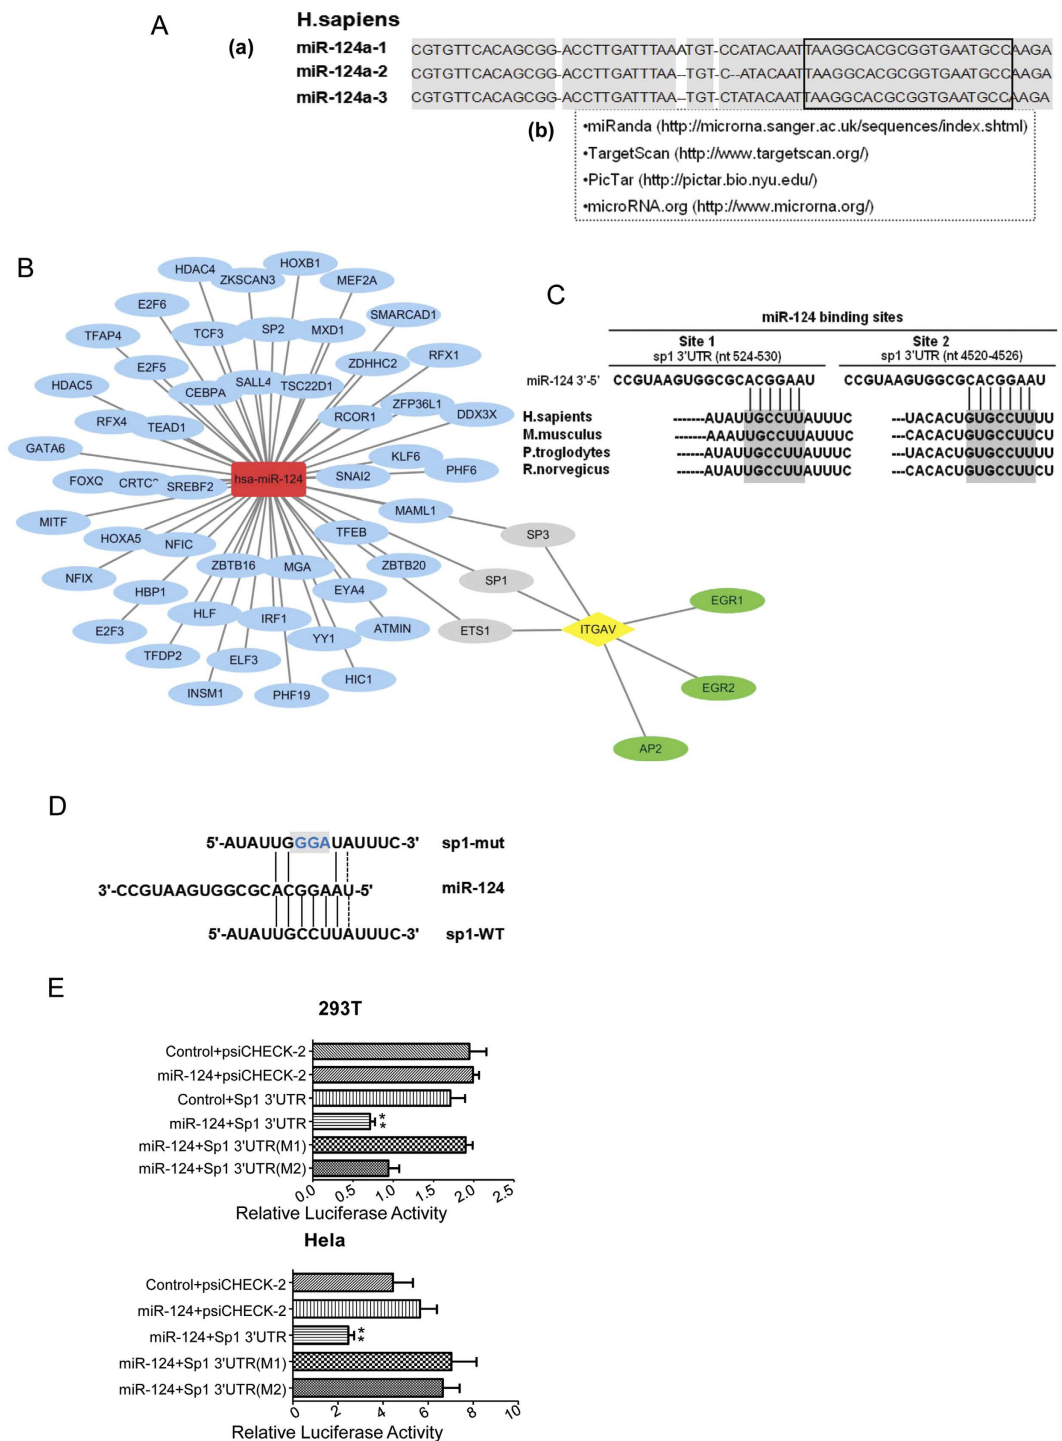 A
H.sapiens
(a)
miR-124a-1 CGTGTTCACAGCGG-ACCTTGATTTAAATGT-CCATACAATTAAGGCACGCGGTGAATGCCAAGA
miR-124a-2 CGTGTTCACAGCGG-ACCTTGATTTAA--TGT-C--ATACAATTAAGGCACGCGGTGAATGCCAAGA
miR-124a-3 CGTGTTCACAGCGG-ACCTTGATTTAA--TGT-CTATACAATTAAGGCACGCGGTGAATGCCAAGA
(b)
•miRanda (http://microrna.sanger.ac.uk/sequences/index.shtml)
•TargetScan (http://www.targetscan.org/)
•PicTar (http://pictar.bio.nyu.edu/)
•microRNA.org (http://www.microrna.org/)
B
HOXB1
HDAC4
ZKSCAN3
MEF2A
E2F6
SMARCAD1
TFAP4
TCF3
SP2
MXD1
RFX1
E2F5
ZDHHC2
HDAC5
CEBPA
SALL4
TSC22D1
ZFP36L1
RCOR1
DDX3X
RFX4
TEAD1
GATA6
KLF6
PHF6
hsa-miR-124
SNAI2
FOXQ
SREBF2
MAML1
MITF
SP3
TFEB
HOXA5
NFIC
ZBTB16
MGA
ZBTB20
SP1
NFIX
HBP1
EYA4
EGR1
HLF
IRF1
ATMIN
ETS1
ITGAV
E2F3
YY1
TFDP2
ELF3
HIC1
EGR2
INSM1
PHF19
AP2
C
miR-124 binding sites
Site 1
sp1 3'UTR (nt 524-530)
Site 2
sp1 3'UTR (nt 4520-4526)
miR-124 3'-5' CCGUAAGUGGCGCACGGAAU CCGUAAGUGGCGCACGGAAU
H.sapients ------AUAUUGCCUUAUUUC ---UACACUGUGCCUUUU
M.musculus -------AAAUUGCCUUAUUUC ---CACACUGUGCCUUUCU
P.troglodytes ------AUAUUGCCUUAUUUC ---CACACUGUGCCUUUU
R.norvegicus ------AUAUUGCCUUAUUUC ---CACACUGUGCCUUUCU
D
5'-AUAUUGGGAUAUUUC-3' sp1-mut
3'-CCGUAAGUGGCGCACGGAAU-5' miR-124
5'-AUAUUGCCUUAUUUC-3' sp1-WT
E
293T
Control+psiCHECK-2
miR-124+psiCHECK-2
Control+Sp1 3'UTR
miR-124+Sp1 3'UTR **
miR-124+Sp1 3'UTR(M1)
miR-124+Sp1 3'UTR(M2)
0.0 0.5 1.0 1.5 2.0 2.5
Relative Luciferase Activity
Hela
Control+psiCHECK-2
miR-124+psiCHECK-2
miR-124+Sp1 3'UTR **
miR-124+Sp1 3'UTR(M1)
miR-124+Sp1 3'UTR(M2)
0 2 4 6 8 10
Relative Luciferase Activity